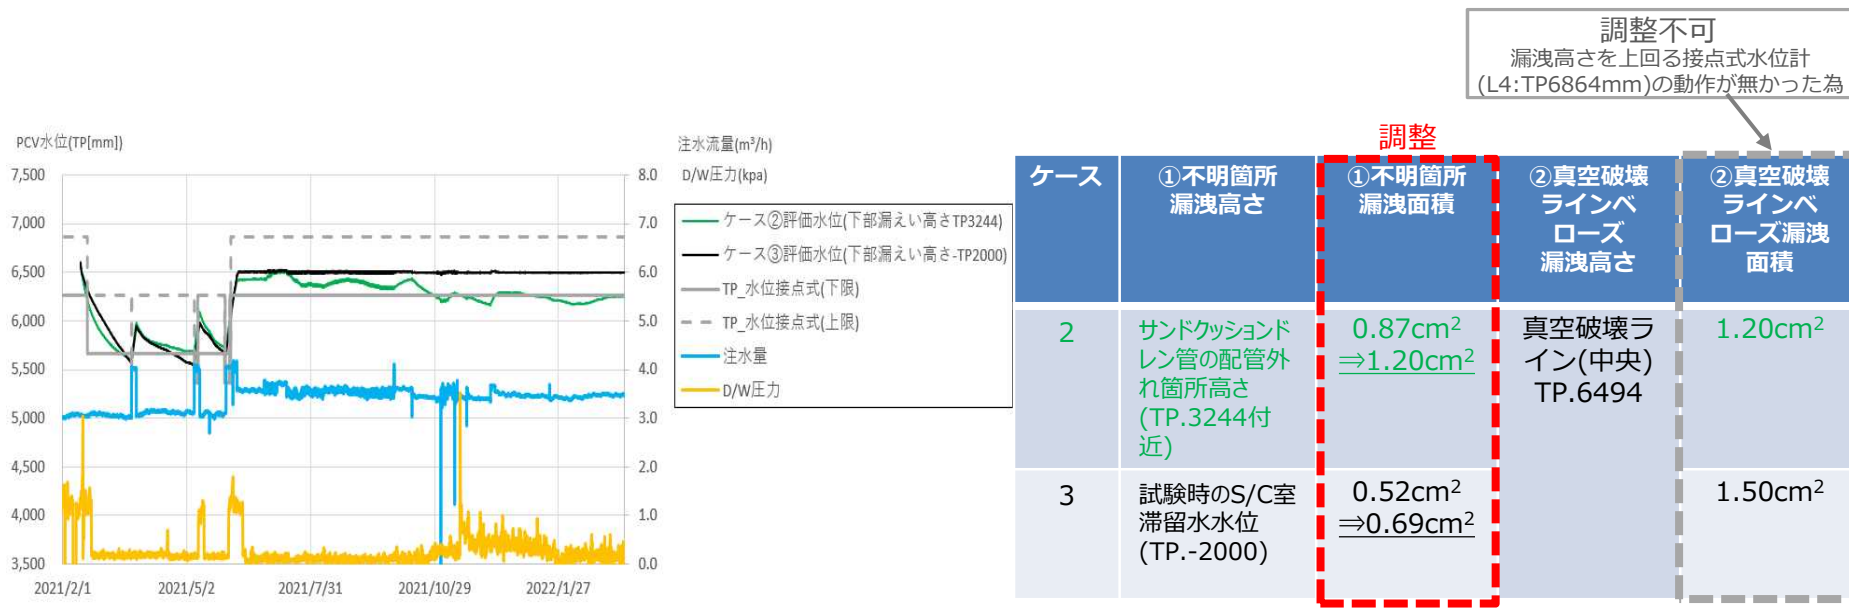 調整不可
漏洩高さを上回る接点式水位計
(L4:TP6864mm)の動作が無かった為
PCV水位(TP[mm])
注水流量(m³/h)
D/W圧力(kpa)
7,500
7,000
6,500
6,000
5,500
5,000
4,500
4,000
3,500
8.0
7.0
6.0
5.0
4.0
3.0
2.0
1.0
0.0
2021/2/1
2021/5/2
2021/7/31
2021/10/29
2022/1/27
ケース②評価水位(下部漏えい高さTP3244)
ケース③評価水位(下部漏えい高さ-TP2000)
TP_水位接点式(下限)
TP_水位接点式(上限)
注水量
D/W圧力
調整
ケース
①不明箇所
漏洩高さ
①不明箇所
漏洩面積
②真空破壊
ラインベ
ローズ
漏洩高さ
②真空破壊
ラインベ
ローズ漏洩
面積
2
サンドクッションド
レン管の配管外
れ箇所高さ
(TP.3244付
近)
0.87cm²
⇒1.20cm²
真空破壊ラ
イン(中央)
TP.6494
1.20cm²
3
試験時のS/C室
滞留水水位
(TP.-2000)
0.52cm²
⇒0.69cm²
1.50cm²